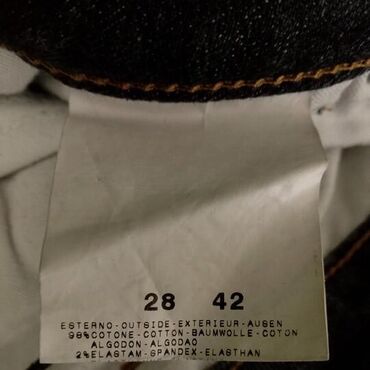 28 42
ESTERNO-OUTSIDE-EXTERIEUR-AUSEN
98%COTONE-COTTON-BAUMWOLLE-COTON
ALGODON-ALGODAO
2%ELASTAM-SPANDEX-ELASTHAN